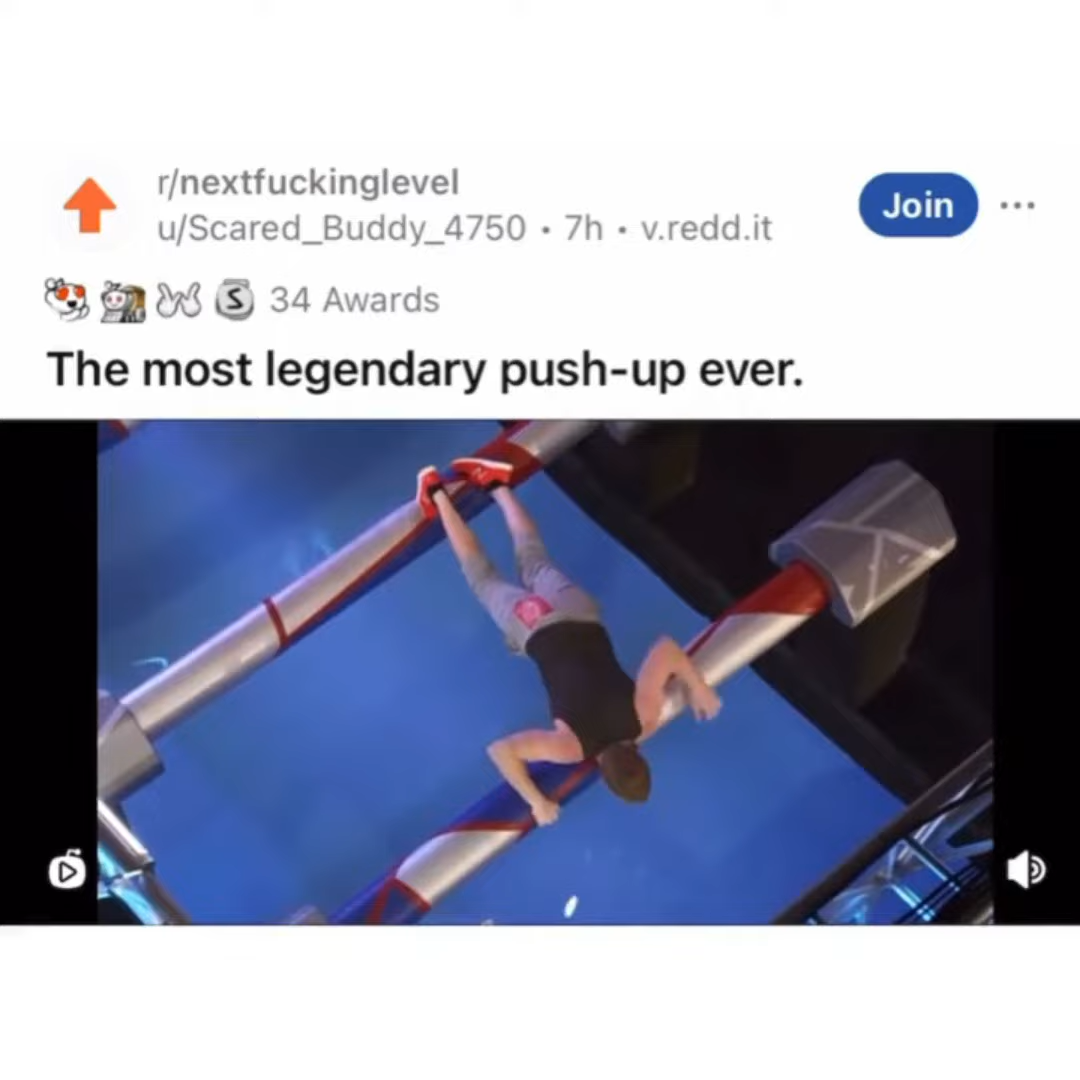 r/nextfuckinglevel
u/Scared_Buddy_4750 • 7h • v.redd.it
Join
34 Awards
The most legendary push-up ever.